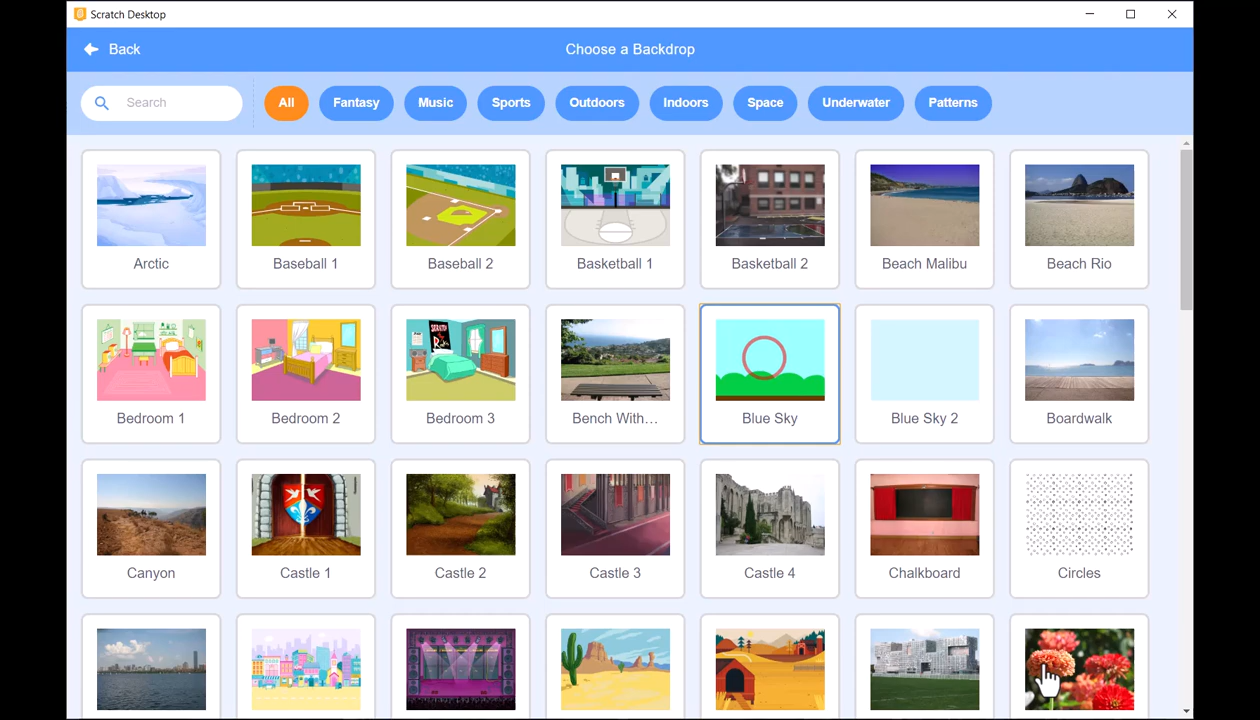 Scratch Desktop
Back
Choose a Backdrop
Search
All
Fantasy
Music
Sports
Outdoors
Indoors
Space
Underwater
Patterns
Arctic
Baseball 1
Baseball 2
Basketball 1
Basketball 2
Beach Malibu
Beach Rio
SCRATCH
Bedroom 1
Bedroom 2
Bedroom 3
Bench With...
Blue Sky
Blue Sky 2
Boardwalk
Canyon
Castle 1
Castle 2
Castle 3
Castle 4
Chalkboard
Circles